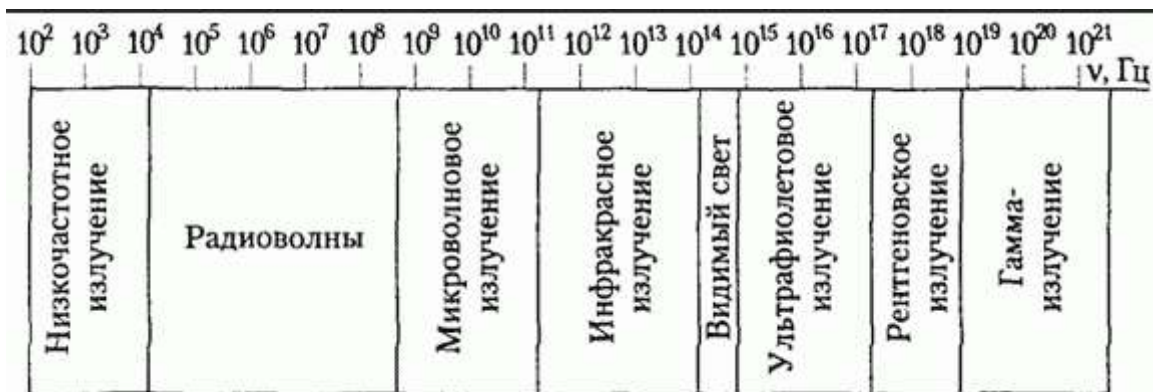 10² 10³ 10⁴ 10⁵ 10⁶ 10⁷ 10⁸ 10⁹ 10¹⁰ 10¹¹ 10¹² 10¹³ 10¹⁴ 10¹⁵ 10¹⁶ 10¹⁷ 10¹⁸ 10¹⁹ 10²⁰ 10²¹
ν, Гц
Низкочастотное
излучение
Радиоволны
Микроволновое
излучение
Инфракрасное
излучение
Видимый свет
Ультрафиолетовое
излучение
Рентгеновское
излучение
Гамма-
излучение